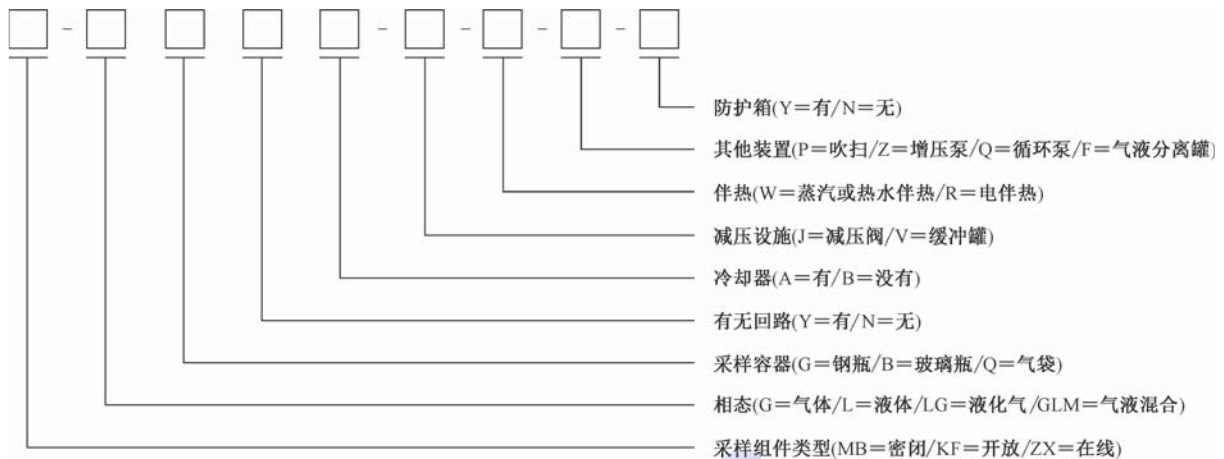 防护箱(Y=有/N=无)
其他装置(P=吹扫/Z=增压泵/Q=循环泵/F=气液分离罐)
伴热(W=蒸汽或热水伴热/R=电伴热)
减压设施(J=减压阀/V=缓冲罐)
冷却器(A=有/B=没有)
有无回路(Y=有/N=无)
采样容器(G=钢瓶/B=玻璃瓶/Q=气袋)
相态(G=气体/L=液体/LG=液化气/GLM=气液混合)
采样组件类型(MB=密闭/KF=开放/ZX=在线)